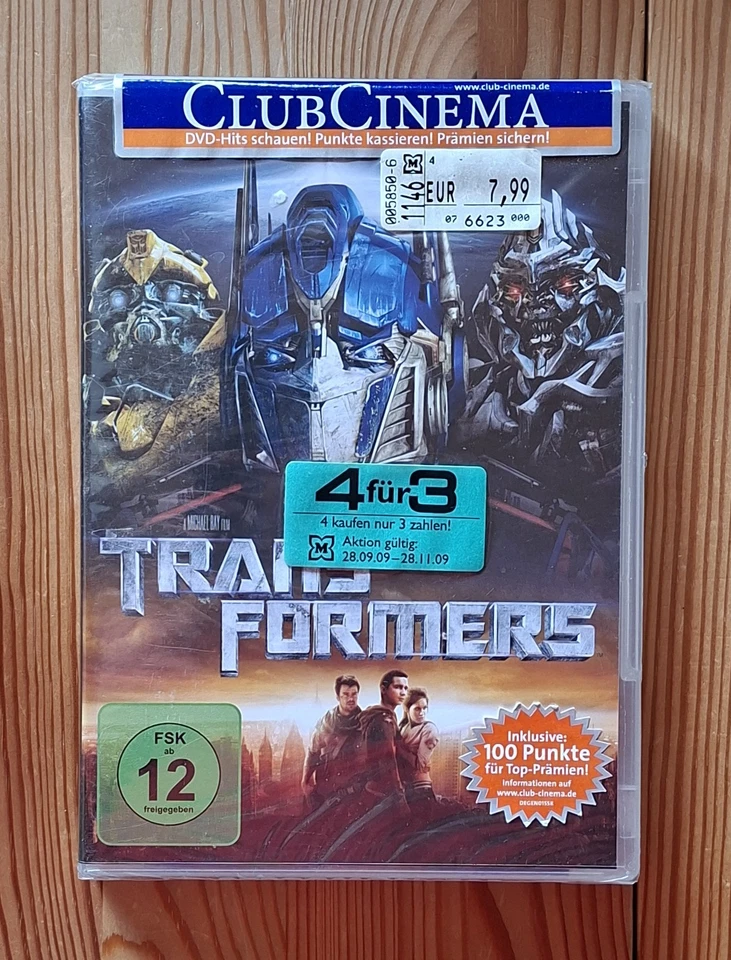 www.club-cinema.de
CLUBCINEMA
DVD-Hits schauen! Punkte kassieren! Prämien sichern!
005850-6
1146
4
EUR 7,99
07 6623 000
4für3
4 kaufen nur 3 zahlen!
Aktion gültig:
28.09.09–28.11.09
A MICHAEL BAY FILM
TRANS
FORMERS
FSK
ab
12
freigegeben
Inklusive:
100 Punkte
für Top-Prämien!
Informationen auf
www.club-cinema.de
DEGEN01558